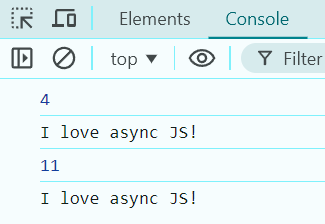 Elements Console
top Filter
4
I love async JS!
11
I love async JS!